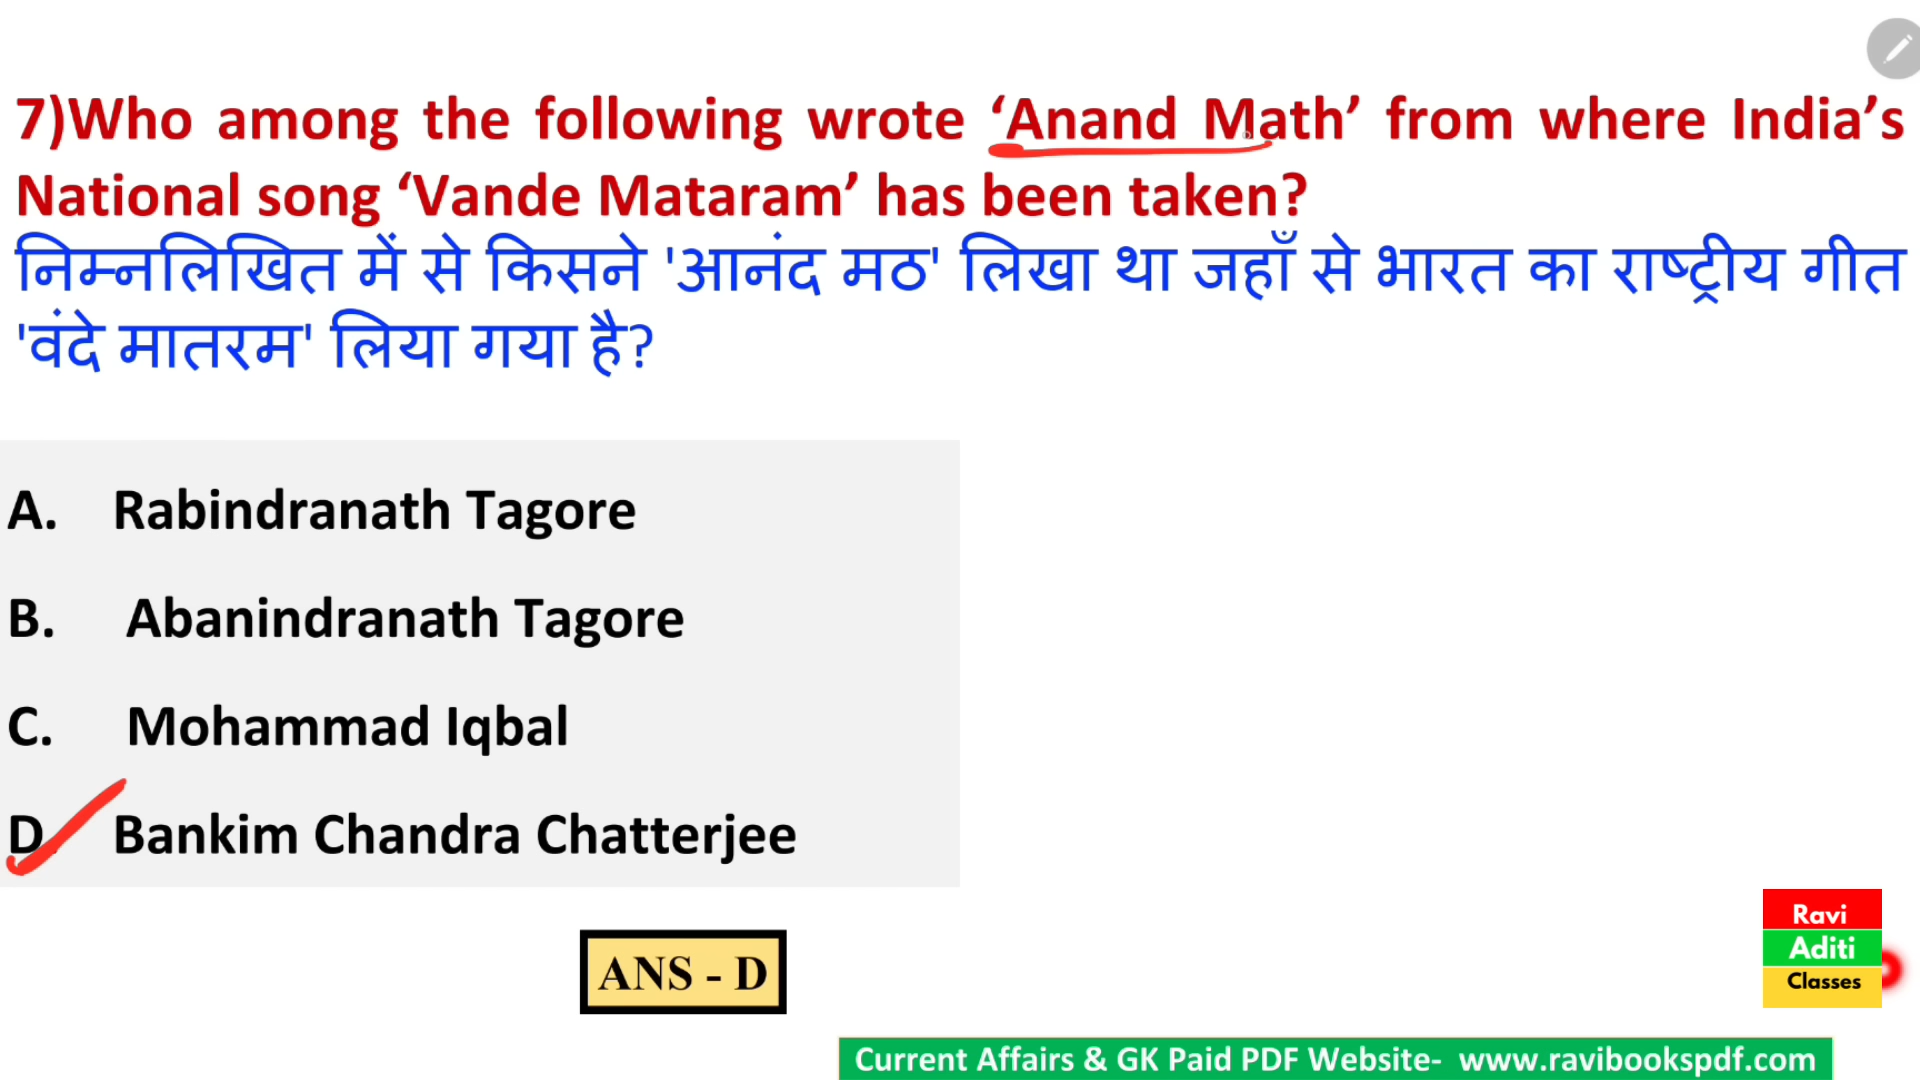 7)Who among the following wrote ‘Anand Math’ from where India’s
National song ‘Vande Mataram’ has been taken?
निम्नलिखित में से किसने 'आनंद मठ' लिखा था जहाँ से भारत का राष्ट्रीय गीत
'वंदे मातरम' लिया गया है?
A. Rabindranath Tagore
B. Abanindranath Tagore
C. Mohammad Iqbal
D. Bankim Chandra Chatterjee
ANS - D
Ravi
Aditi
Classes
Current Affairs & GK Paid PDF Website- www.ravibookspdf.com